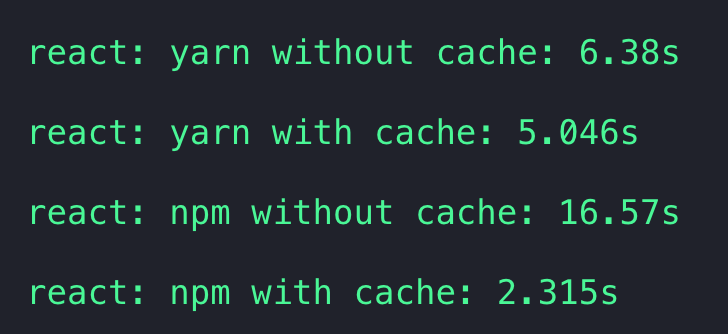 react: yarn without cache: 6.38s
react: yarn with cache: 5.046s
react: npm without cache: 16.57s
react: npm with cache: 2.315s